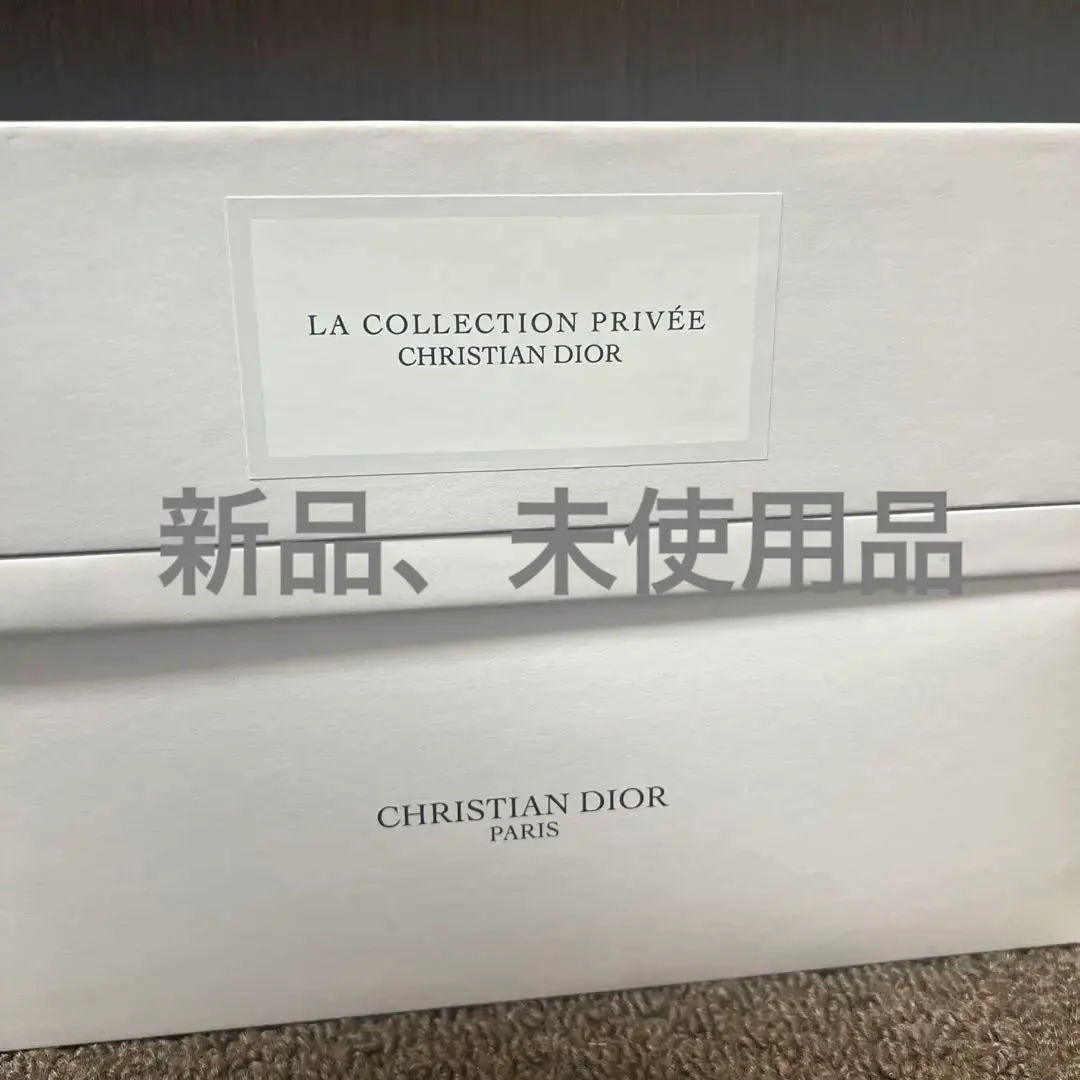 LA COLLECTION PRIVÉE
CHRISTIAN DIOR
新品、未使用品
CHRISTIAN DIOR
PARIS